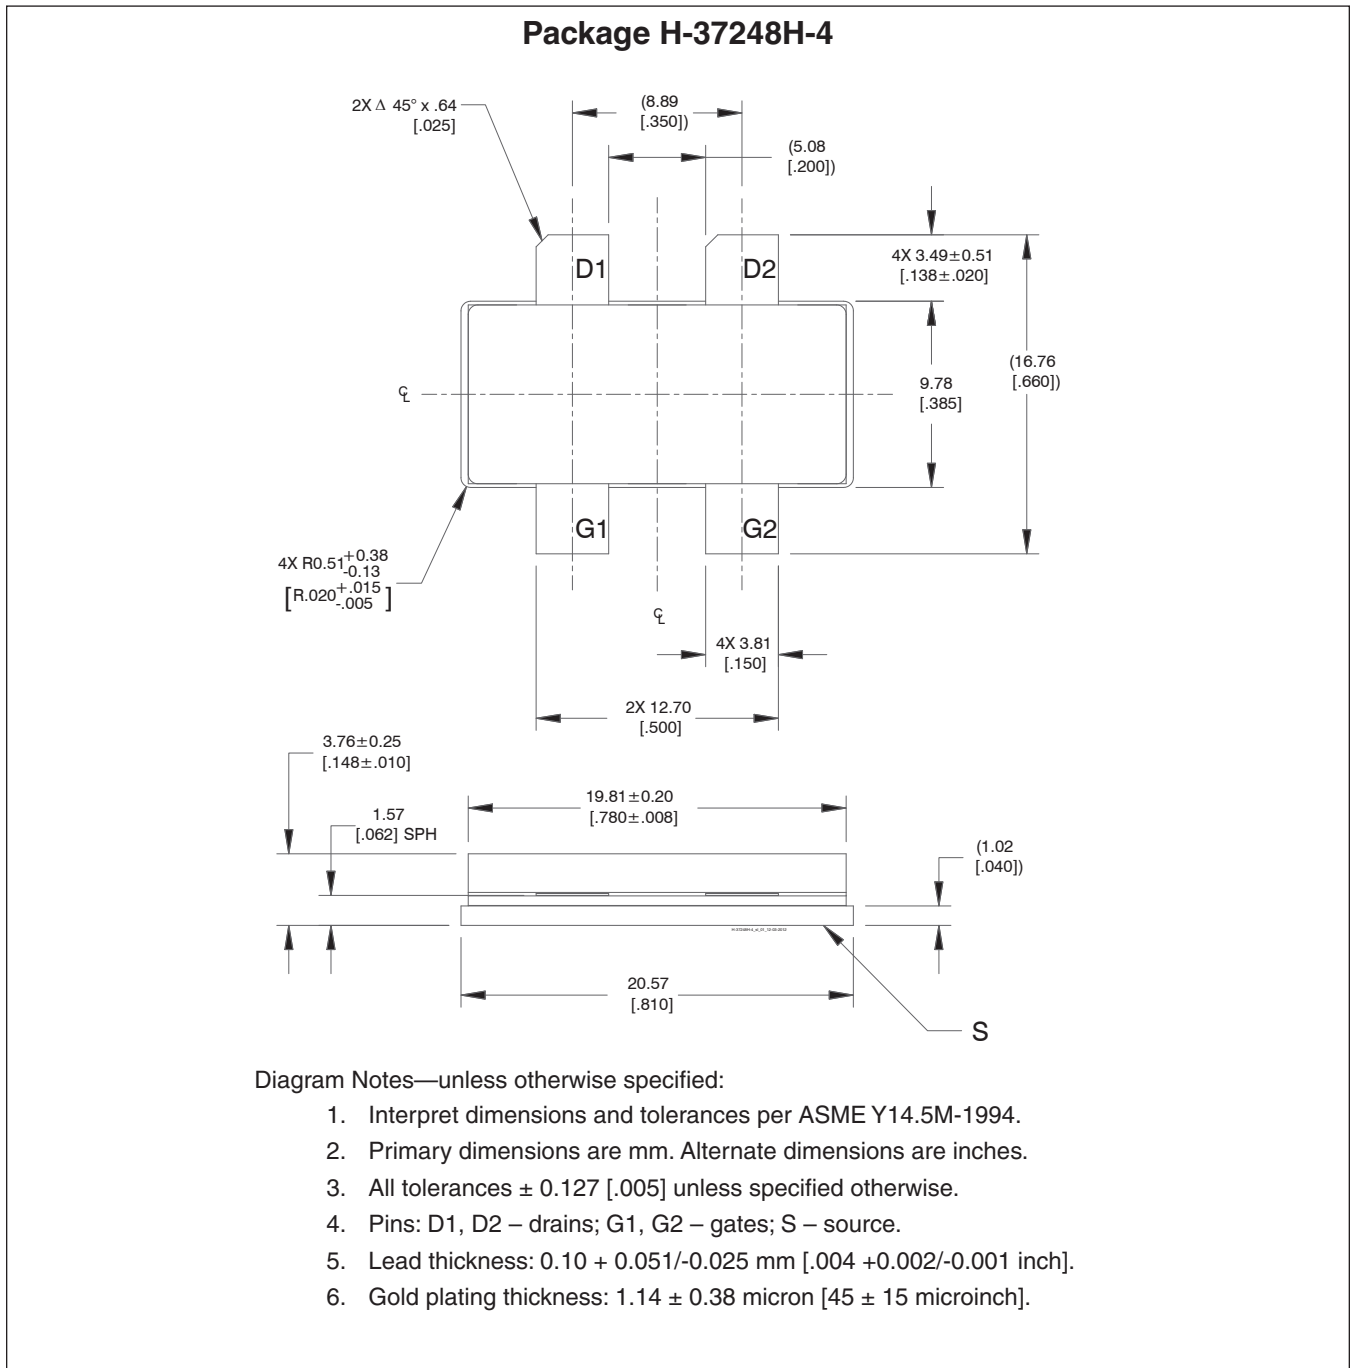 Package H-37248H-4
2X Δ 45° x .64
[.025]
(8.89
[.350])
(5.08
[.200])
D1
D2
4X 3.49±0.51
[.138±.020]
(16.76
[.660])
9.78
[.385]
℄
G1
G2
4X R0.51+0.38
-0.13
[R.020+.015
-.005]
℄
4X 3.81
[.150]
2X 12.70
[.500]
3.76±0.25
[.148±.010]
19.81±0.20
[.780±.008]
1.57
[.062] SPH
(1.02
[.040])
20.57
[.810]
S
Diagram Notes—unless otherwise specified:
1. Interpret dimensions and tolerances per ASME Y14.5M-1994.
2. Primary dimensions are mm. Alternate dimensions are inches.
3. All tolerances ± 0.127 [.005] unless specified otherwise.
4. Pins: D1, D2 – drains; G1, G2 – gates; S – source.
5. Lead thickness: 0.10 + 0.051/-0.025 mm [.004 +0.002/-0.001 inch].
6. Gold plating thickness: 1.14 ± 0.38 micron [45 ± 15 microinch].